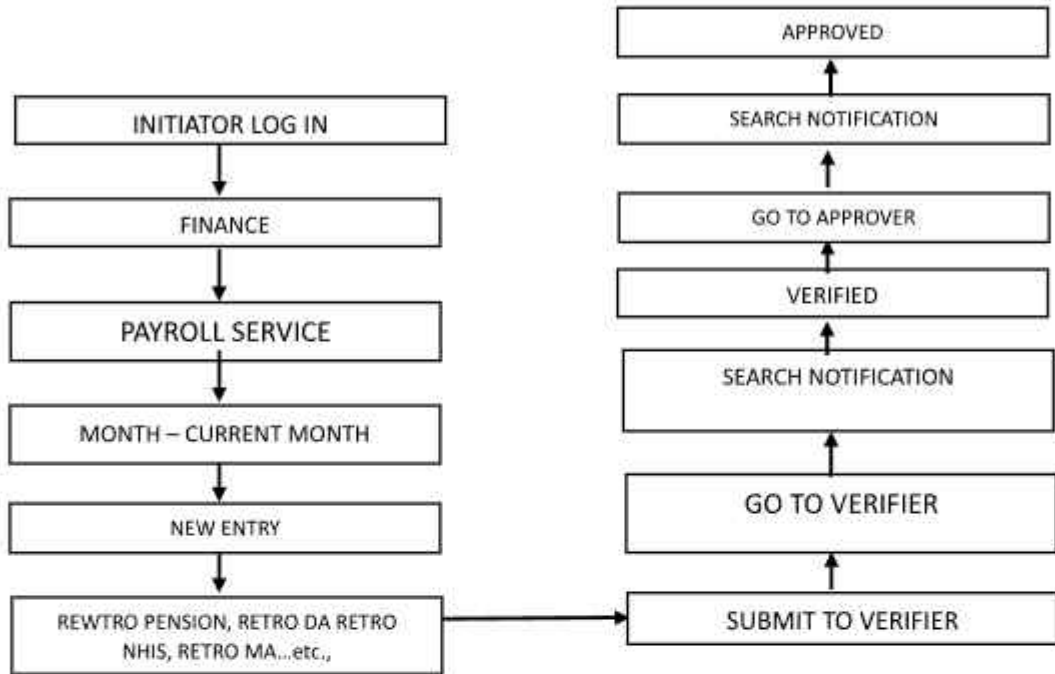 INITIATOR LOG IN
FINANCE
PAYROLL SERVICE
MONTH – CURRENT MONTH
NEW ENTRY
REWTRO PENSION, RETRO DA RETRO
NHIS, RETRO MA...etc.,
SUBMIT TO VERIFIER
GO TO VERIFIER
SEARCH NOTIFICATION
VERIFIED
GO TO APPROVER
SEARCH NOTIFICATION
APPROVED